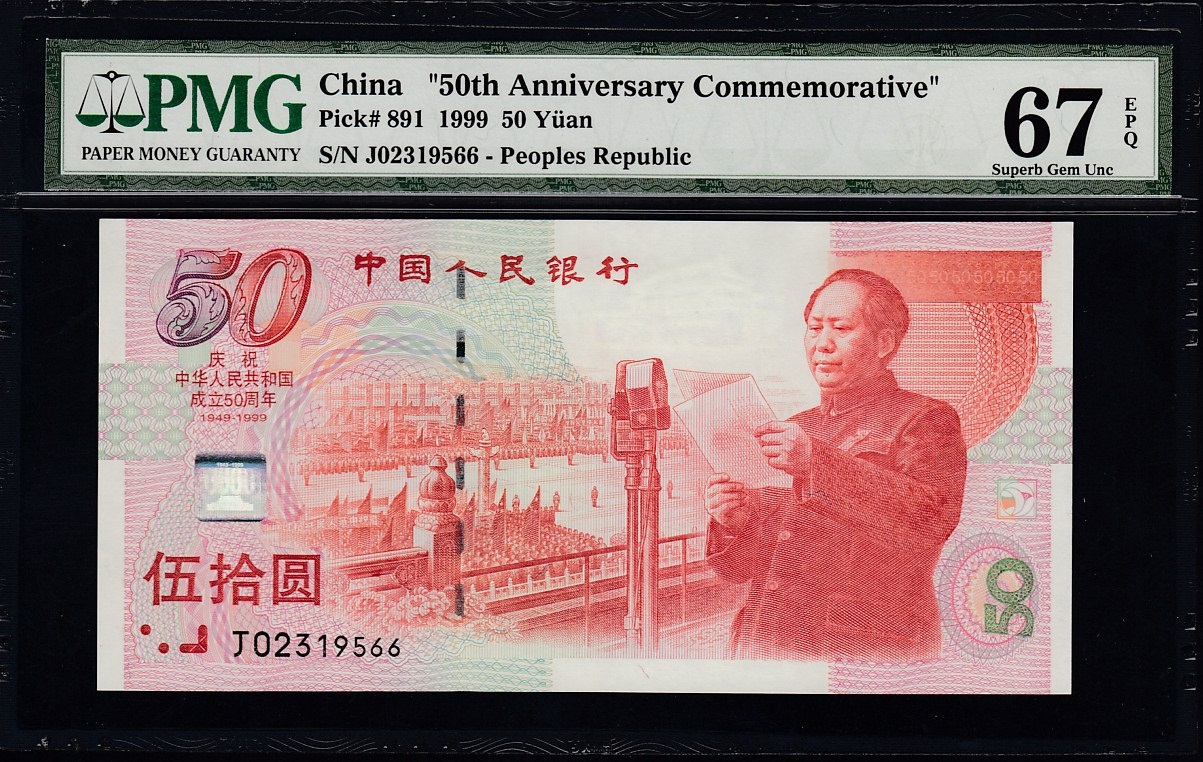 PMG
PAPER MONEY GUARANTY
China "50th Anniversary Commemorative"
Pick# 891 1999 50 Yüan
S/N J02319566 - Peoples Republic
67
EPQ
Superb Gem Unc
50
中国人民银行
庆祝
中华人民共和国
成立50周年
1949-1999
伍拾圆
J02319566
50